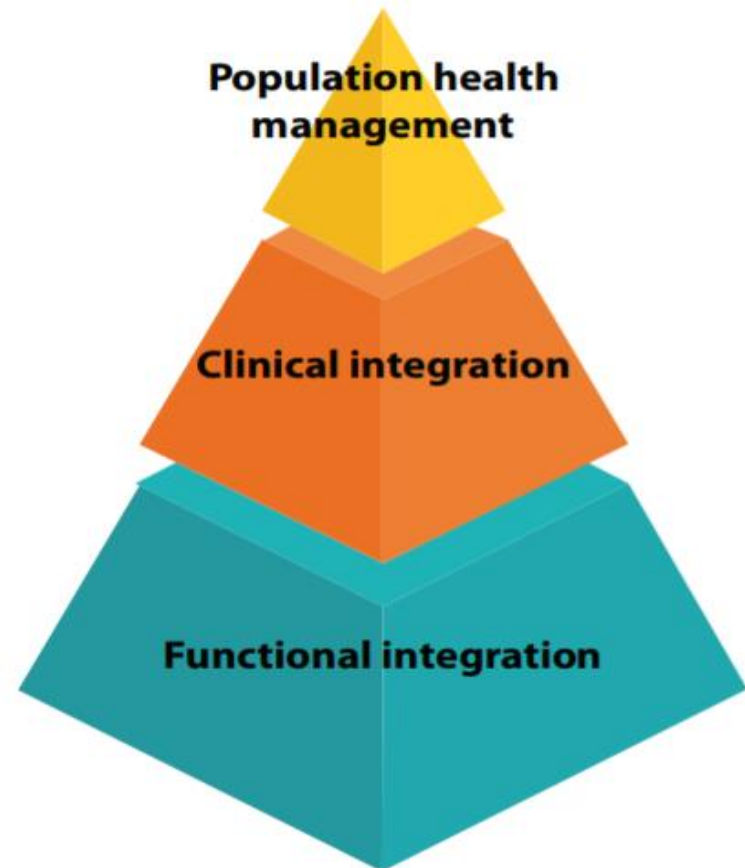 Population health
management
Clinical integration
Functional integration